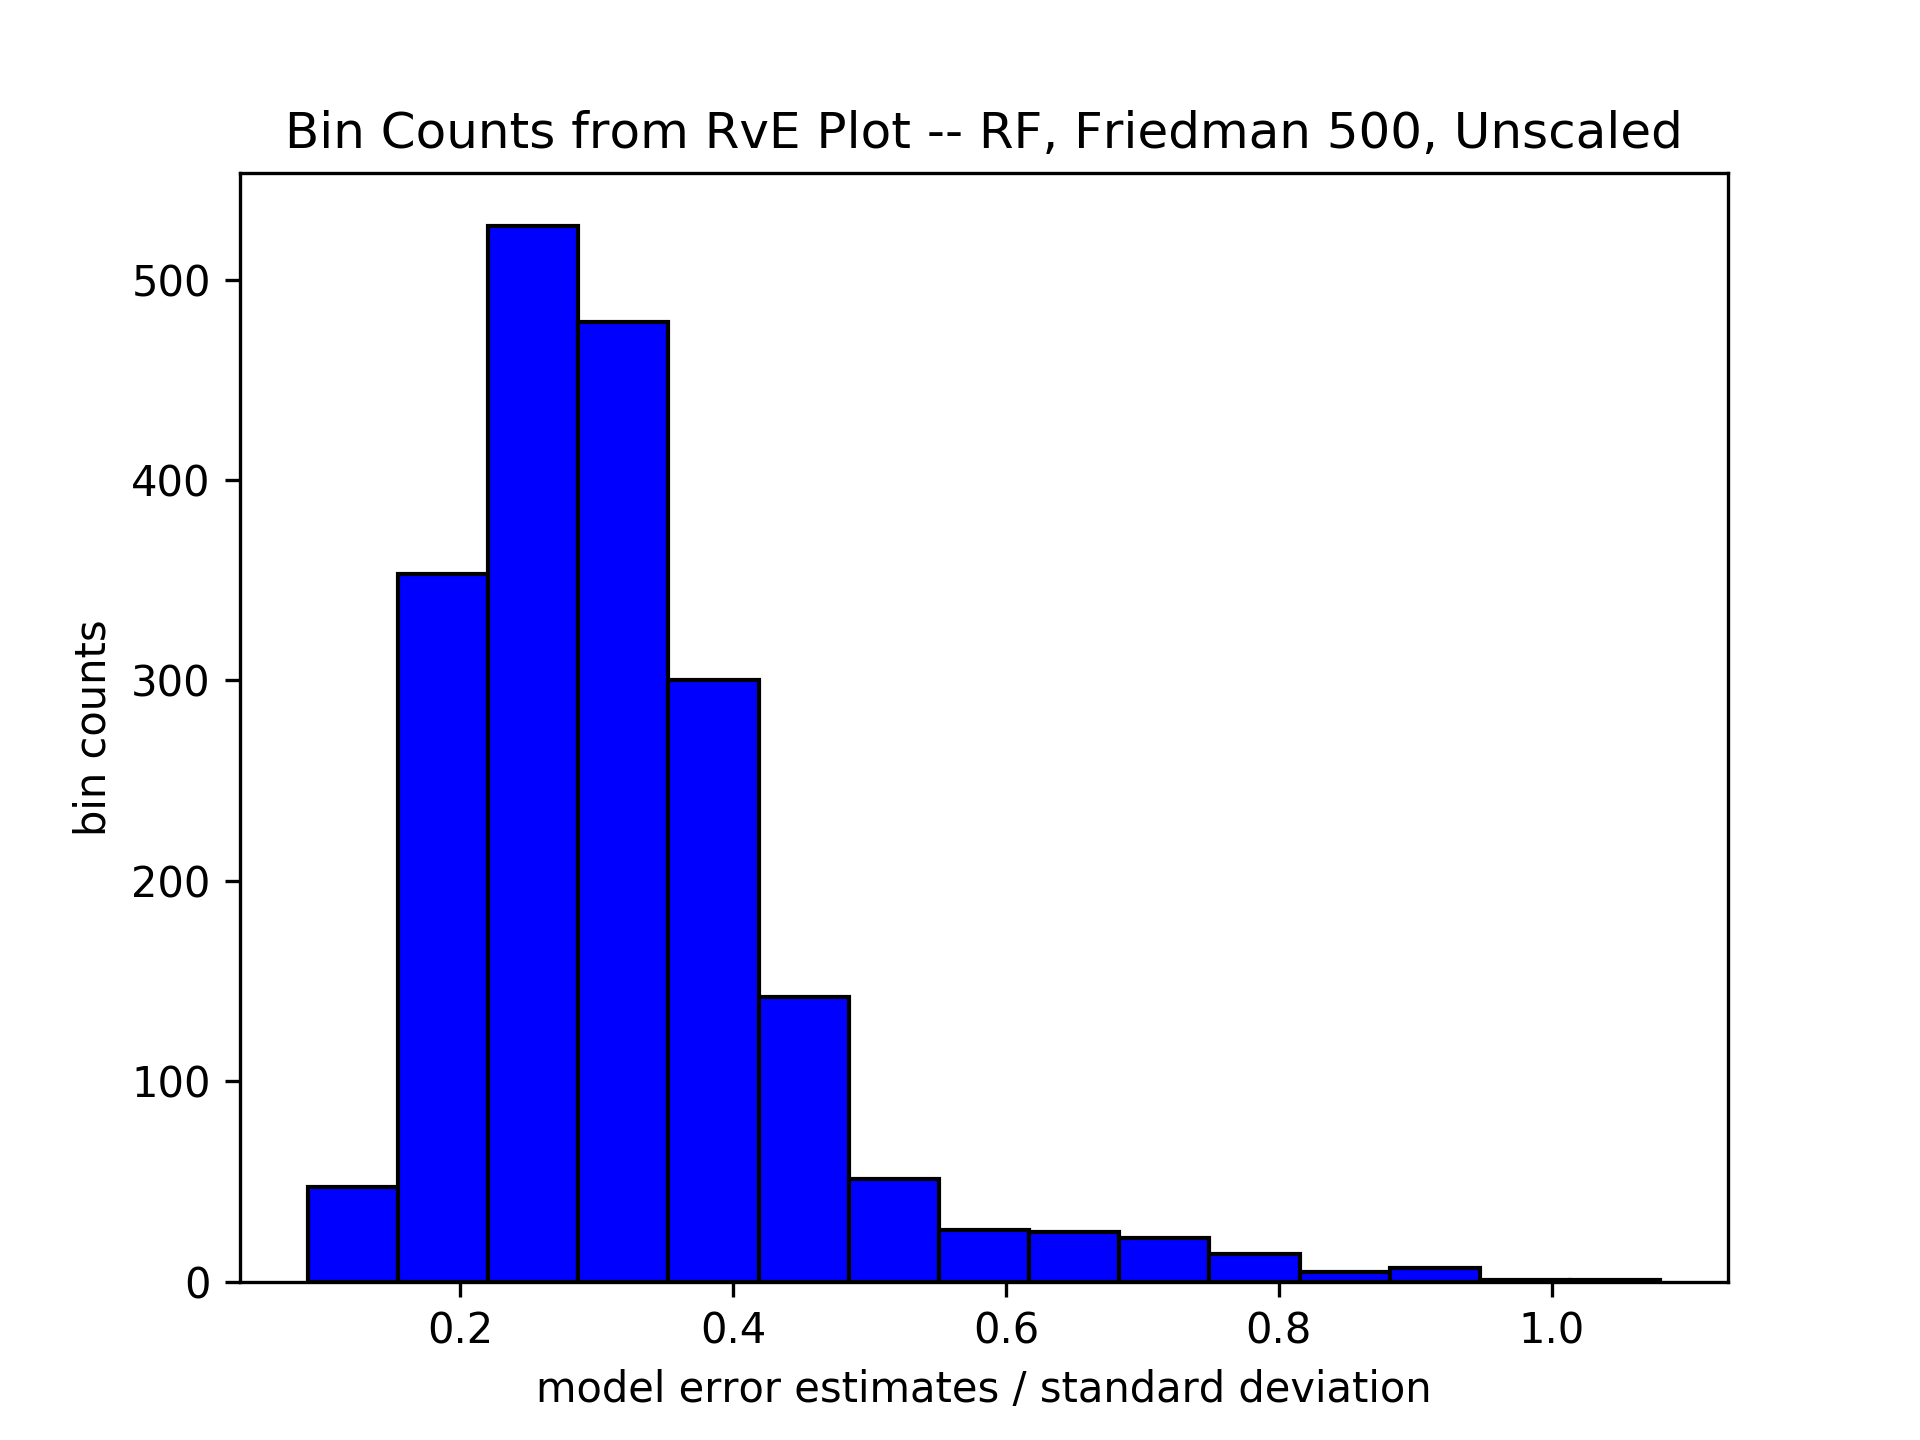 Bin Counts from RvE Plot -- RF, Friedman 500, Unscaled
500
400
300
200
100
0
bin counts
0.2 0.4 0.6 0.8 1.0
model error estimates / standard deviation